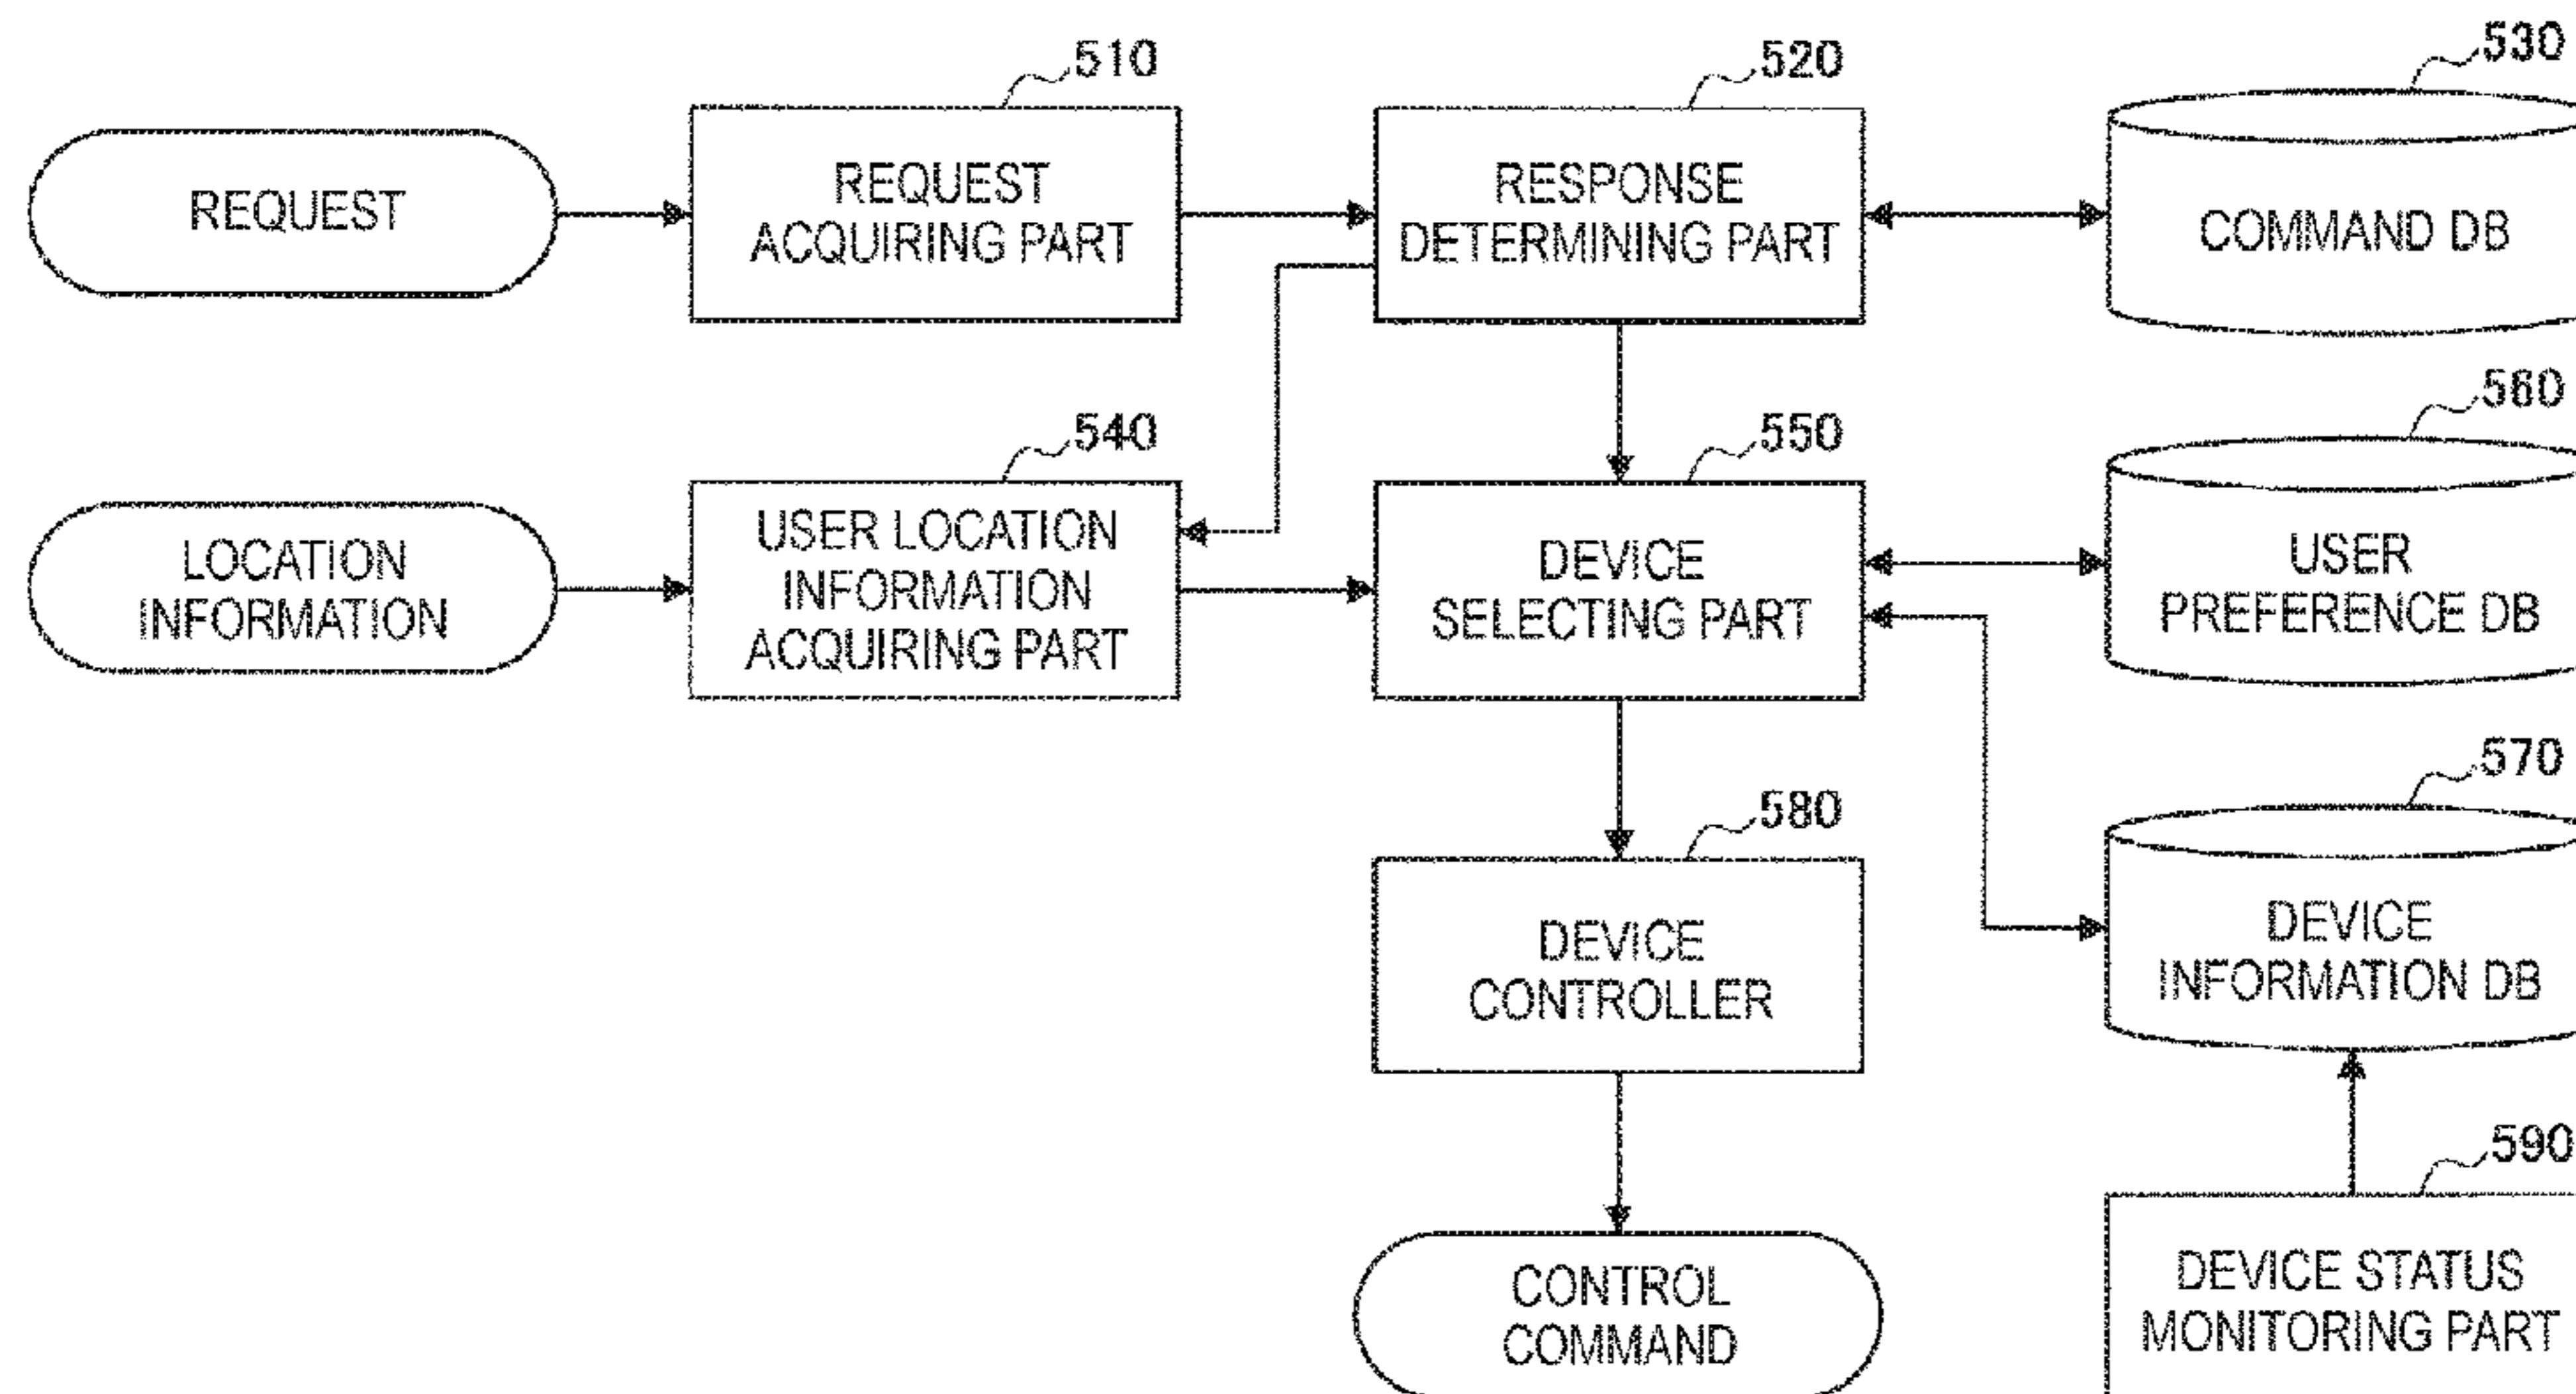 510
520
530
REQUEST
REQUEST
ACQUIRING PART
RESPONSE
DETERMINING PART
COMMAND DB
540
550
560
LOCATION
INFORMATION
USER LOCATION
INFORMATION
ACQUIRING PART
DEVICE
SELECTING PART
USER
PREFERENCE DB
580
570
DEVICE
CONTROLLER
DEVICE
INFORMATION DB
590
CONTROL
COMMAND
DEVICE STATUS
MONITORING PART